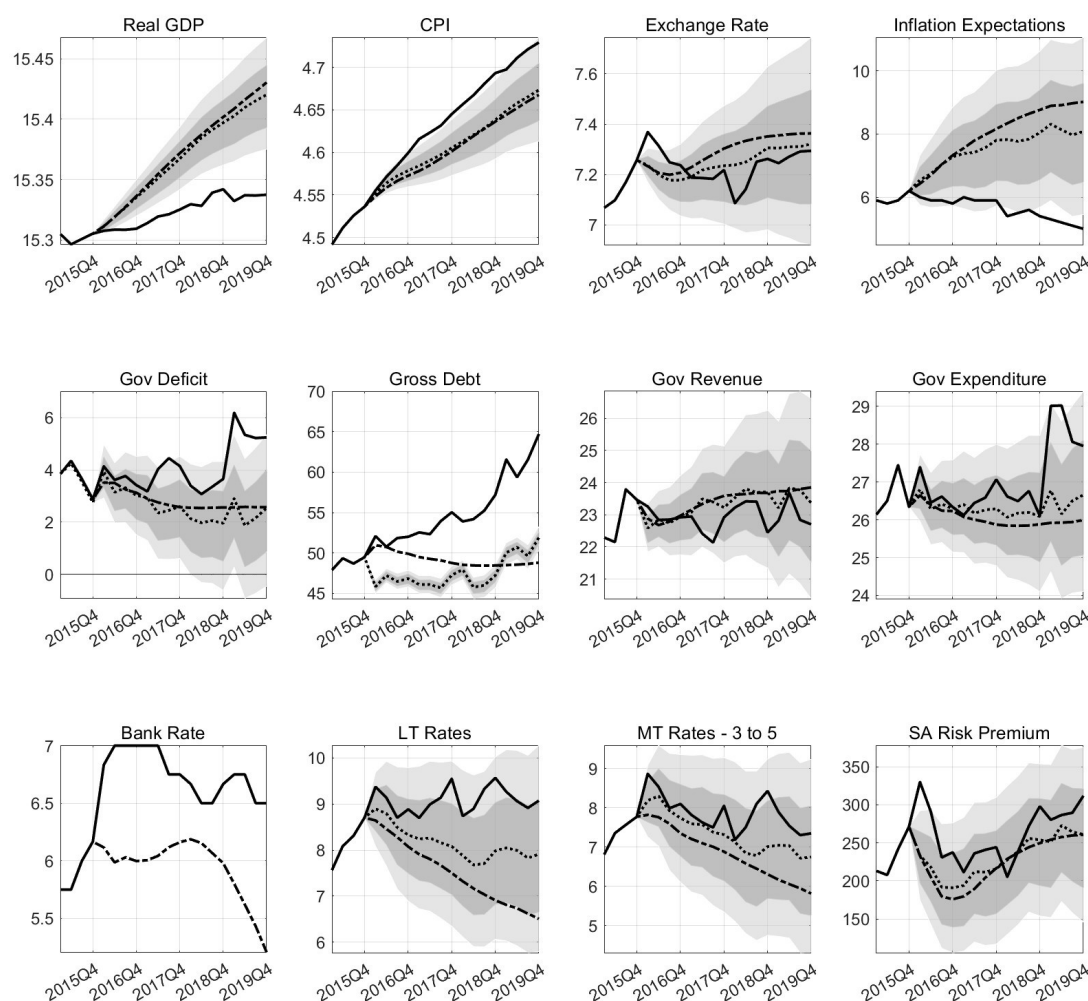 Real GDP
15.45
15.4
15.35
15.3
2015Q4
2016Q4
2017Q4
2018Q4
2019Q4
CPI
4.7
4.65
4.6
4.55
4.5
2015Q4
2016Q4
2017Q4
2018Q4
2019Q4
Exchange Rate
7.6
7.4
7.2
7
2015Q4
2016Q4
2017Q4
2018Q4
2019Q4
Inflation Expectations
10
8
6
2015Q4
2016Q4
2017Q4
2018Q4
2019Q4
Gov Deficit
6
4
2
0
2015Q4
2016Q4
2017Q4
2018Q4
2019Q4
Gross Debt
70
65
60
55
50
45
2015Q4
2016Q4
2017Q4
2018Q4
2019Q4
Gov Revenue
26
25
24
23
22
21
2015Q4
2016Q4
2017Q4
2018Q4
2019Q4
Gov Expenditure
29
28
27
26
25
24
2015Q4
2016Q4
2017Q4
2018Q4
2019Q4
Bank Rate
7
6.5
6
5.5
2015Q4
2016Q4
2017Q4
2018Q4
2019Q4
LT Rates
10
9
8
7
6
2015Q4
2016Q4
2017Q4
2018Q4
2019Q4
MT Rates - 3 to 5
9
8
7
6
5
2015Q4
2016Q4
2017Q4
2018Q4
2019Q4
SA Risk Premium
350
300
250
200
150
2015Q4
2016Q4
2017Q4
2018Q4
2019Q4